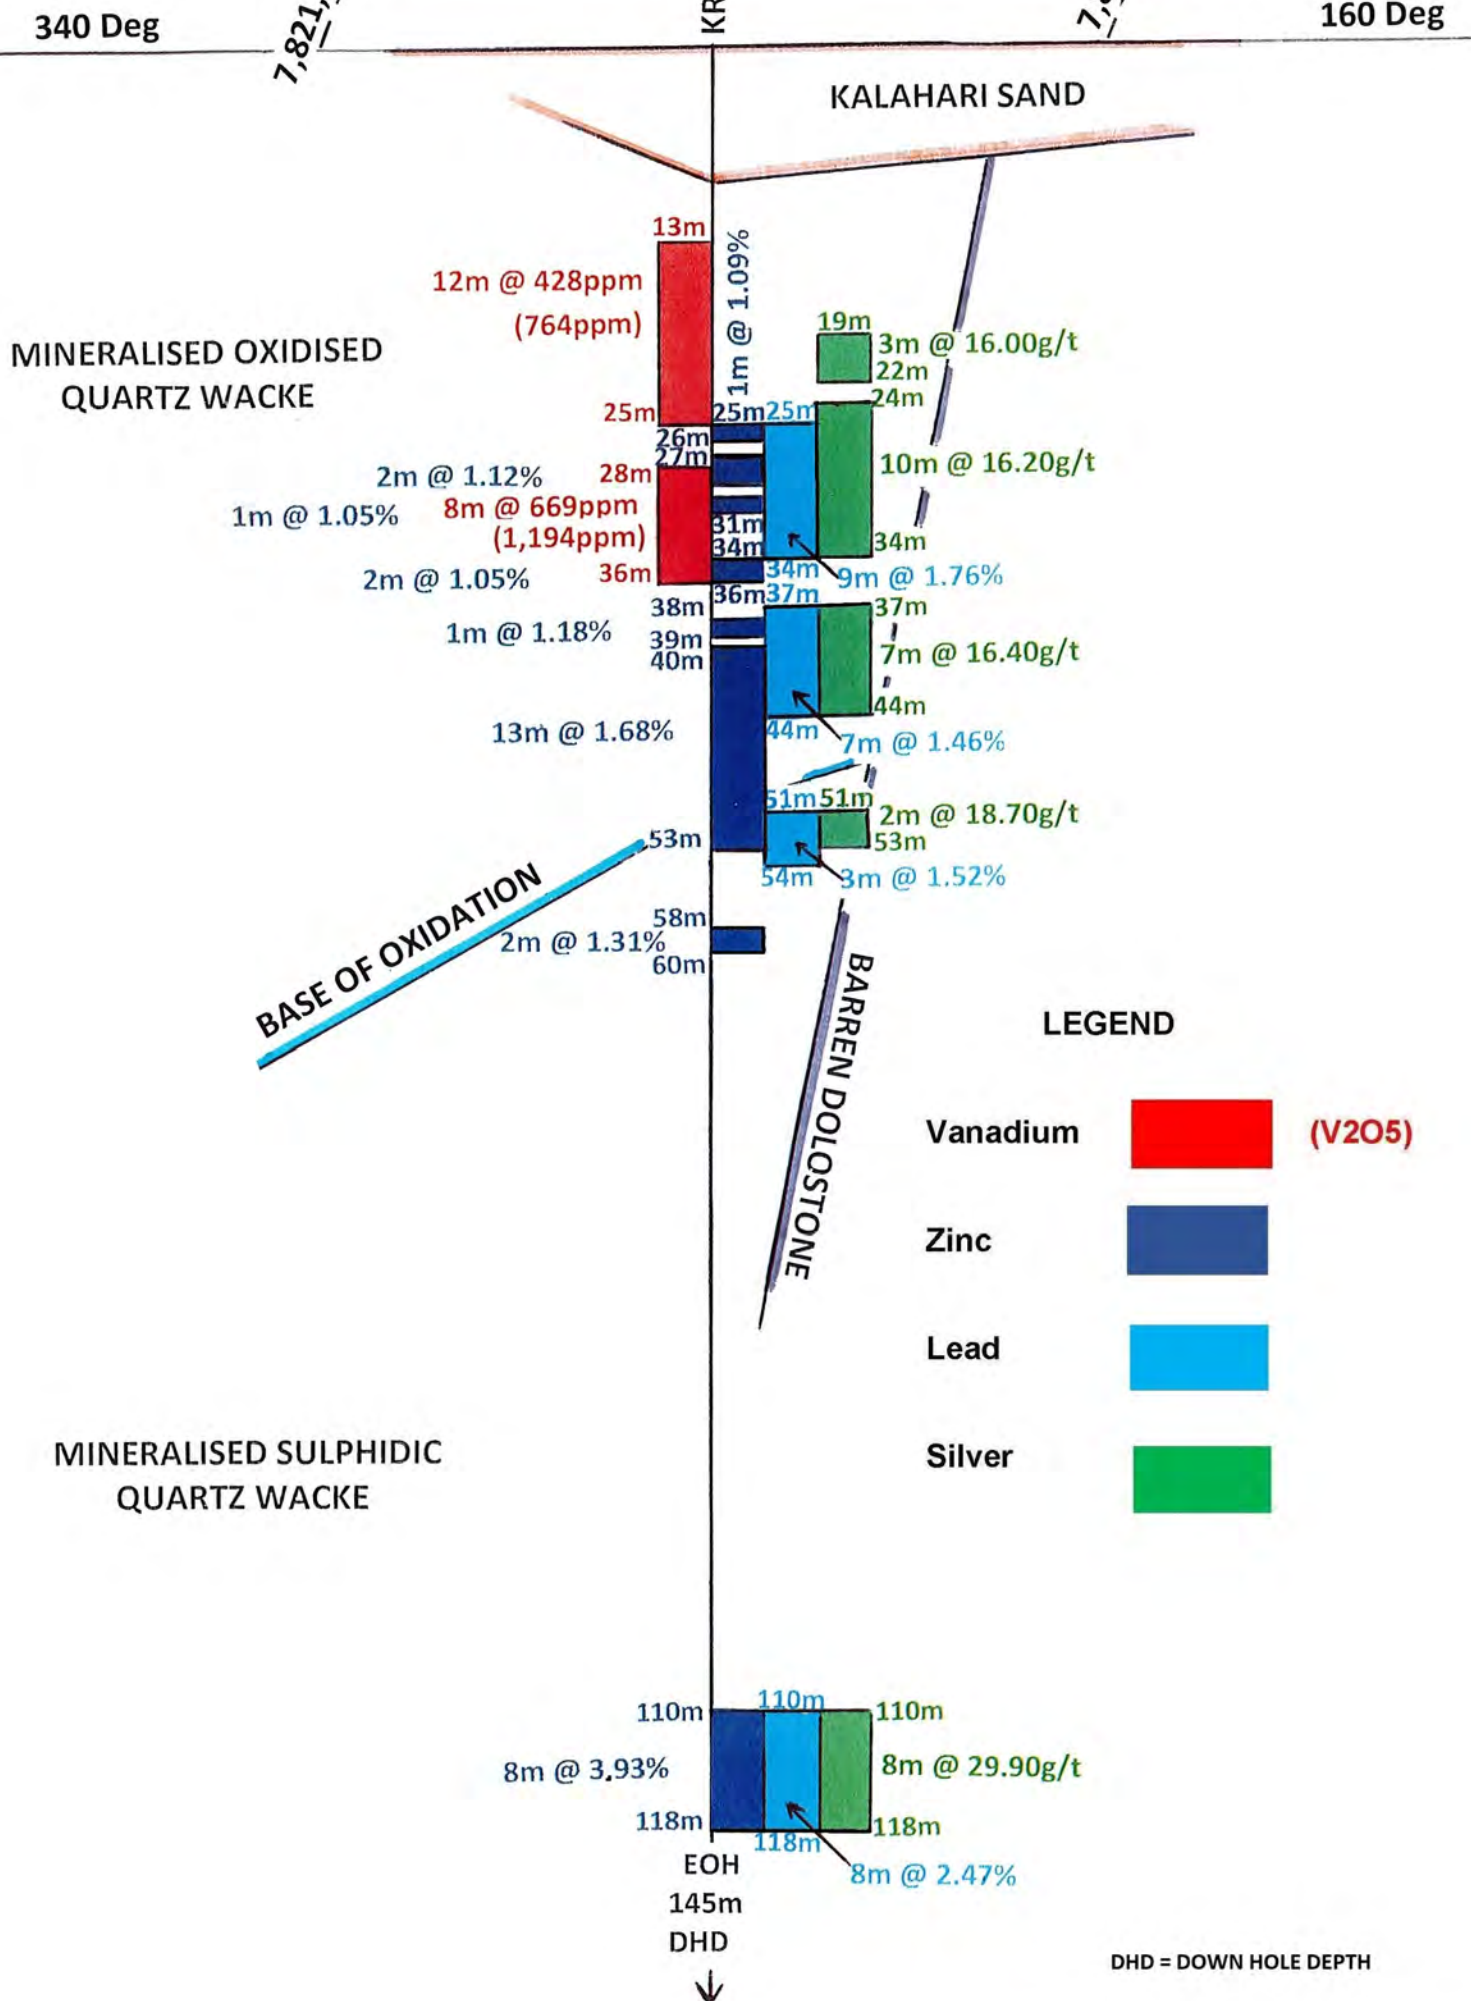 340 Deg
7,821,
KR
160 Deg
KALAHARI SAND
13m
12m @ 428ppm
(764ppm)
1m @ 1.09%
19m
3m @ 16.00g/t
22m
MINERALISED OXIDISED
QUARTZ WACKE
24m
25m
25m
25m
26m
27m
10m @ 16.20g/t
2m @ 1.12%
28m
1m @ 1.05%
8m @ 669ppm
(1,194ppm)
31m
34m
34m
34m
9m @ 1.76%
2m @ 1.05%
36m
36m
37m
37m
38m
1m @ 1.18%
39m
40m
7m @ 16.40g/t
44m
44m
7m @ 1.46%
13m @ 1.68%
51m
51m
2m @ 18.70g/t
53m
53m
54m
3m @ 1.52%
BASE OF OXIDATION
58m
2m @ 1.31%
60m
BARREN DOLOSTONE
LEGEND
Vanadium
(V2O5)
Zinc
Lead
Silver
MINERALISED SULPHIDIC
QUARTZ WACKE
110m
110m
110m
8m @ 3.93%
8m @ 29.90g/t
118m
118m
118m
8m @ 2.47%
EOH
145m
DHD
DHD = DOWN HOLE DEPTH